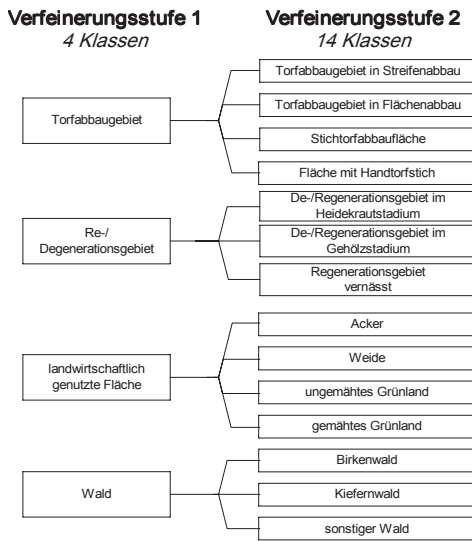 Verfeinerungsstufe 1
4 Klassen
Verfeinerungsstufe 2
14 Klassen
Torfabbaugebiet
Torfabbaugebiet in Streifenabbau
Torfabbaugebiet in Flächenabbau
Stichtorfabbaufläche
Fläche mit Handtorfstich
Re-/
Degenerationsgebiet
De-/Regenerationsgebiet im
Heidekrautstadium
De-/Regenerationsgebiet im
Gehölzstadium
Regenerationsgebiet
vernässt
landwirtschaftlich
genutzte Fläche
Acker
Weide
ungemähtes Grünland
gemähtes Grünland
Wald
Birkenwald
Kiefernwald
sonstiger Wald